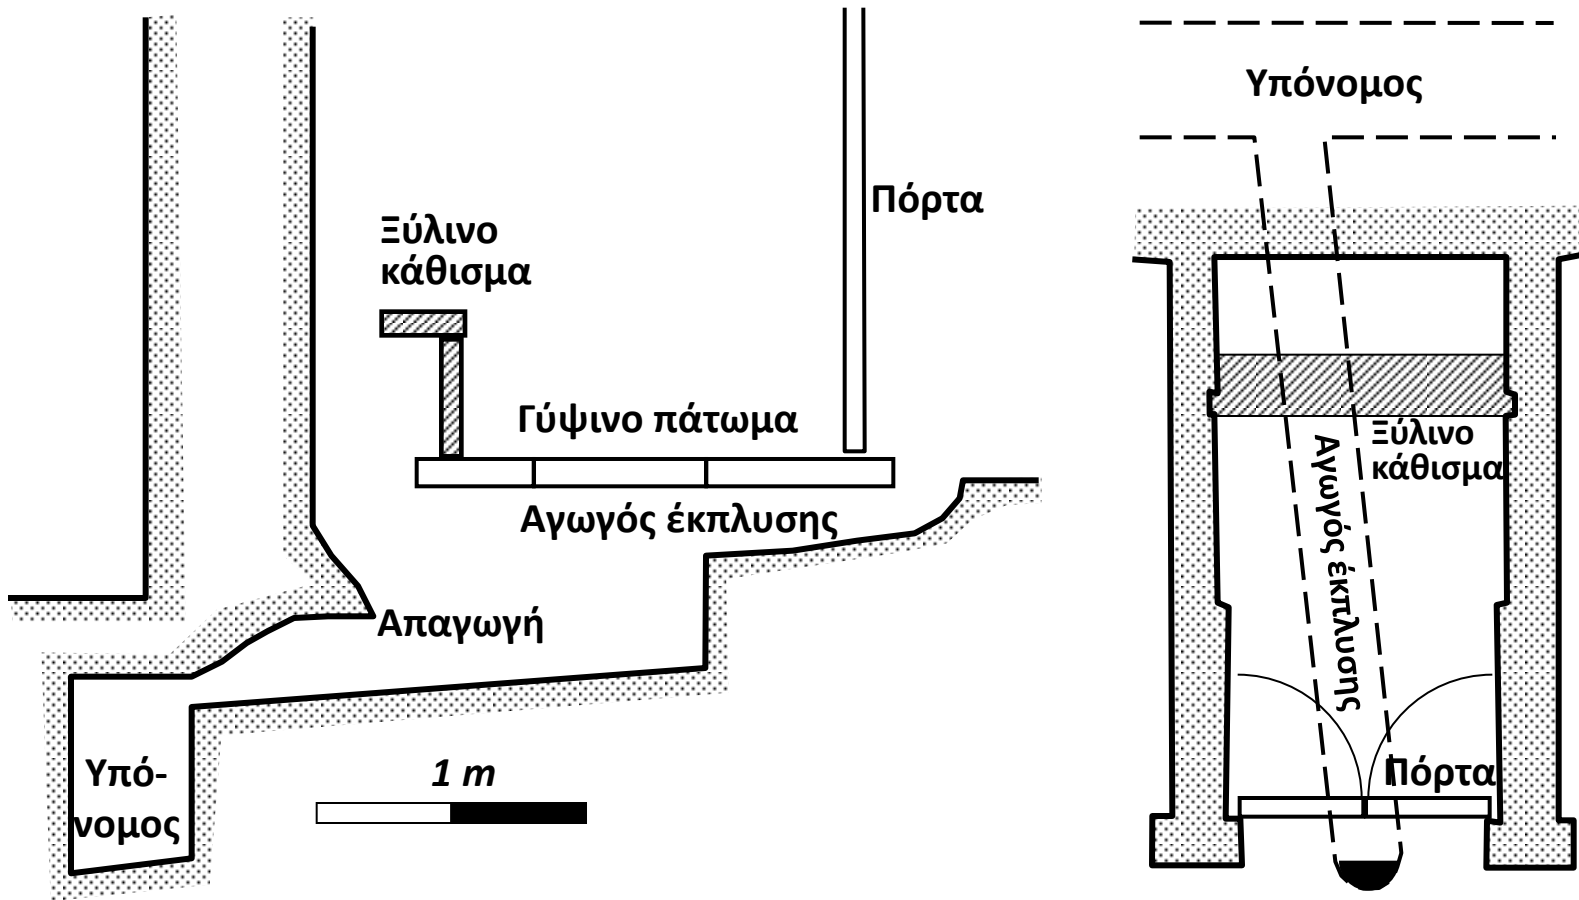 Ξύλινο
κάθισμα
Πόρτα
Γύψινο πάτωμα
Αγωγός έκπλυσης
Απαγωγή
Υπό-
νομος
1 m
Υπόνομος
Ξύλινο
κάθισμα
Αγωγός έκπλυσης
Πόρτα